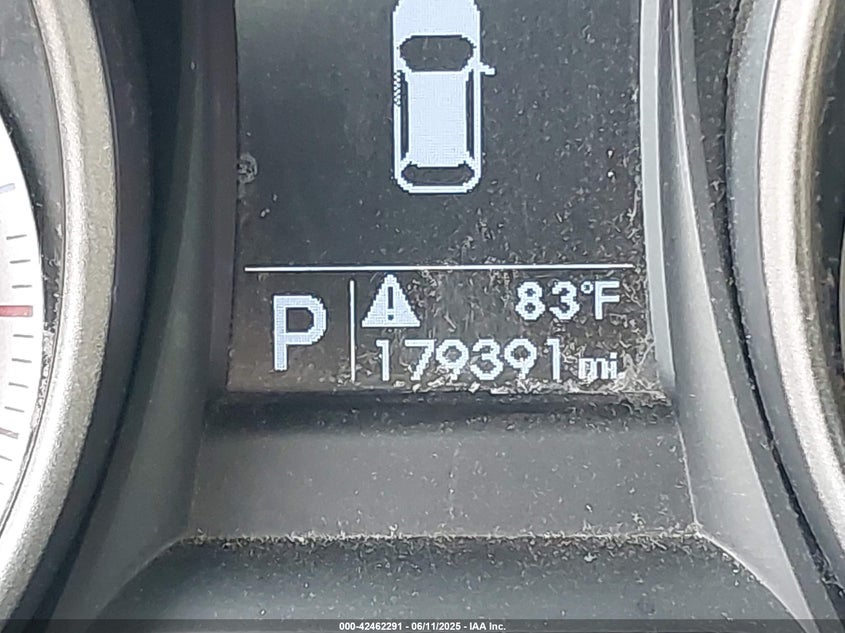 P
83°F
179391 mi.
000-42462291 - 06/11/2025 - IAA Inc.